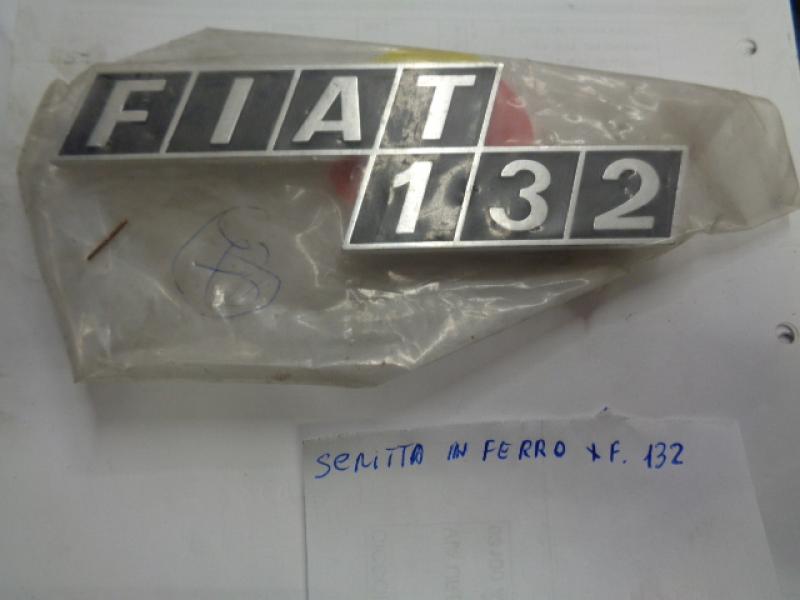 FIAT
132
SCRITTA IN FERRO x F. 132